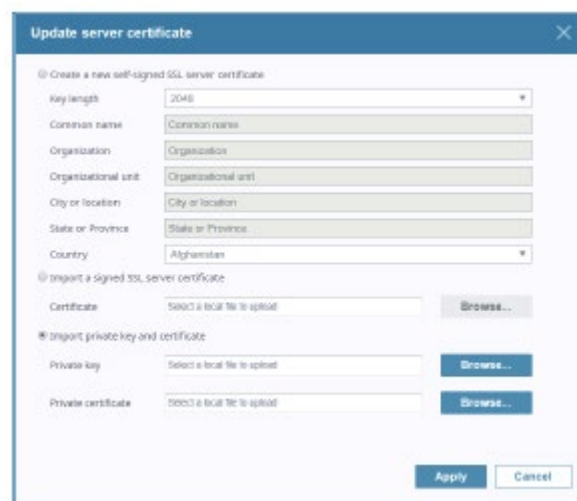 Update server certificate
Create a new self-signed SSL server certificate
Key length 2048
Common name Common name
Organization Organization
Organizational unit Organizational unit
City or location City or location
State or Province State or Province
Country Afghanistan
Import a signed SSL server certificate
Certificate Select a local file to upload Browse...
Import private key and certificate
Private key Select a local file to upload Browse...
Private certificate Select a local file to upload Browse...
Apply Cancel